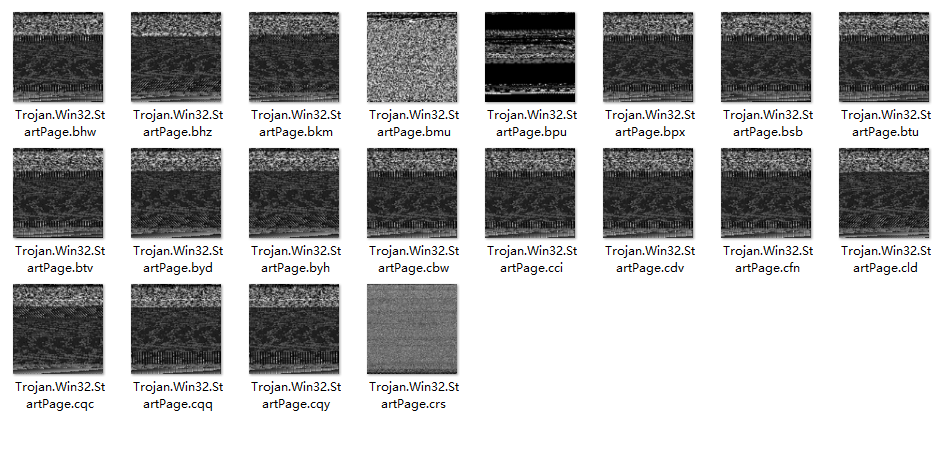 Trojan.Win32.St
artPage.bhw
Trojan.Win32.St
artPage.bhz
Trojan.Win32.St
artPage.bkm
Trojan.Win32.St
artPage.bmu
Trojan.Win32.St
artPage.bpu
Trojan.Win32.St
artPage.bpx
Trojan.Win32.St
artPage.bsb
Trojan.Win32.St
artPage.btu
Trojan.Win32.St
artPage.btv
Trojan.Win32.St
artPage.byd
Trojan.Win32.St
artPage.byh
Trojan.Win32.St
artPage.cbw
Trojan.Win32.St
artPage.cci
Trojan.Win32.St
artPage.cdv
Trojan.Win32.St
artPage.cfn
Trojan.Win32.St
artPage.cld
Trojan.Win32.St
artPage.cqc
Trojan.Win32.St
artPage.cqq
Trojan.Win32.St
artPage.cqy
Trojan.Win32.St
artPage.crs